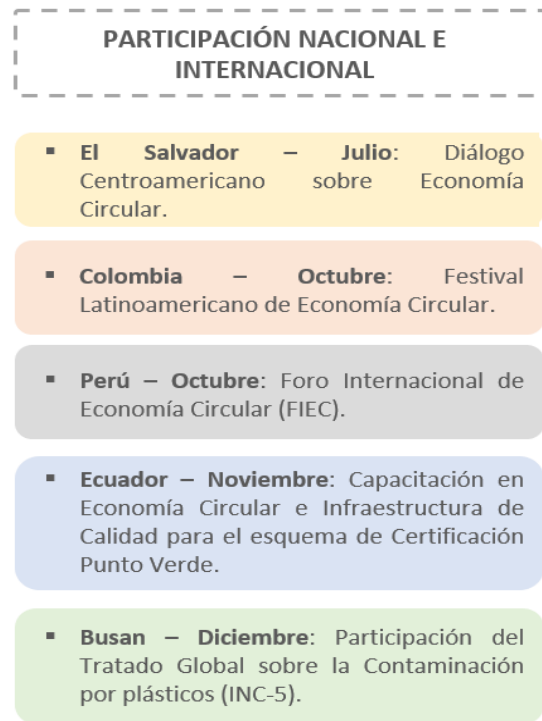 PARTICIPACIÓN NACIONAL E
INTERNACIONAL
▪ El Salvador – Julio: Diálogo
Centroamericano sobre Economía
Circular.
▪ Colombia – Octubre: Festival
Latinoamericano de Economía Circular.
▪ Perú – Octubre: Foro Internacional de
Economía Circular (FIEC).
▪ Ecuador – Noviembre: Capacitación en
Economía Circular e Infraestructura de
Calidad para el esquema de Certificación
Punto Verde.
▪ Busan – Diciembre: Participación del
Tratado Global sobre la Contaminación
por plásticos (INC-5).